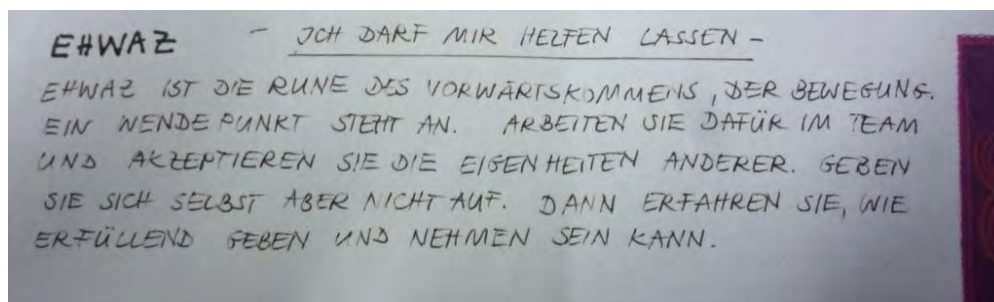 EHWAZ - ICH DARF MIR HELFEN LASSEN -
EHWAZ IST DIE RUNE DES VORWÄRTSKOMMENS, DER BEWEGUNG.
EIN WENDEPUNKT STEHT AN. ARBEITEN SIE DAFÜR IM TEAM
UND AKZEPTIEREN SIE DIE EIGENHEITEN ANDERER. GEBEN
SIE SICH SELBST ABER NICHT AUF. DANN ERFAHREN SIE, WIE
ERFÜLLEND GEBEN UND NEHMEN SEIN KANN.